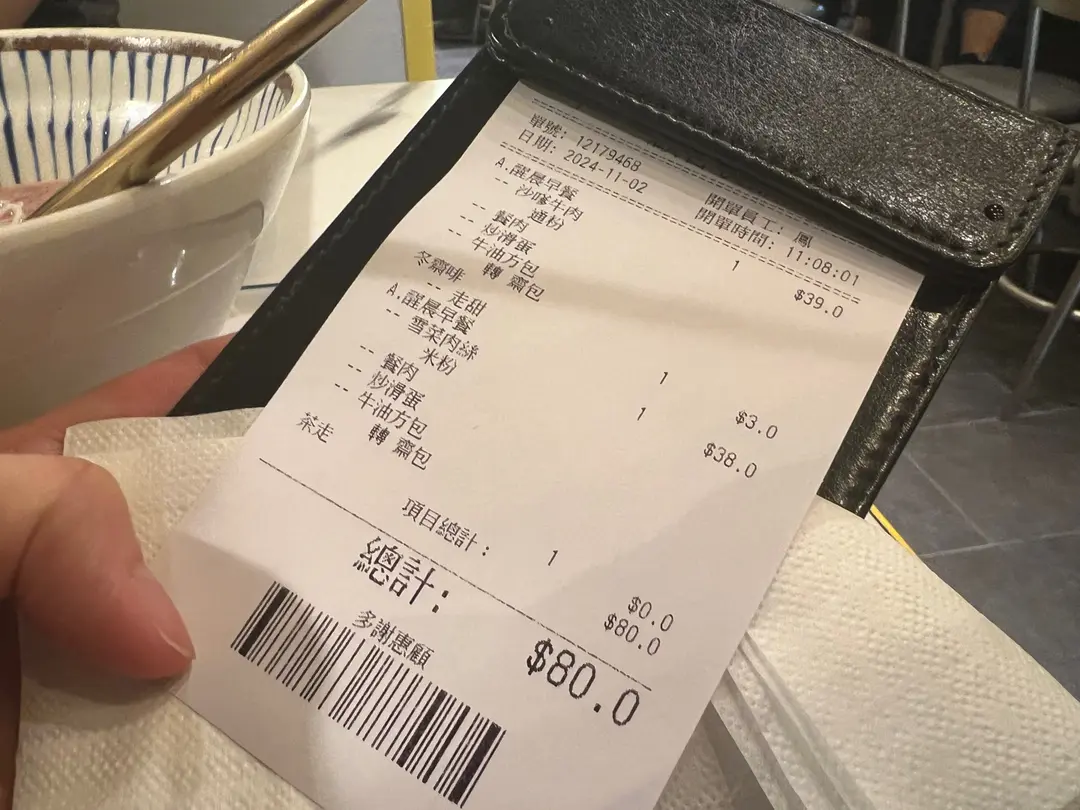 單號: 12179468
開單員工: 鳳
日期: 2024-11-02
開單時間: 11:08:01
A.醒晨早餐 1 $39.0
-- 沙嗲牛肉
通粉
-- 餐肉
-- 炒滑蛋
-- 牛油方包
轉 齋包
冬齋啡 1 $3.0
-- 走甜
A.醒晨早餐 1 $38.0
-- 雪菜肉絲
米粉
-- 餐肉
-- 炒滑蛋
-- 牛油方包
轉 齋包
茶走 1 $0.0
項目總計: $80.0
總計: $80.0
多謝惠顧